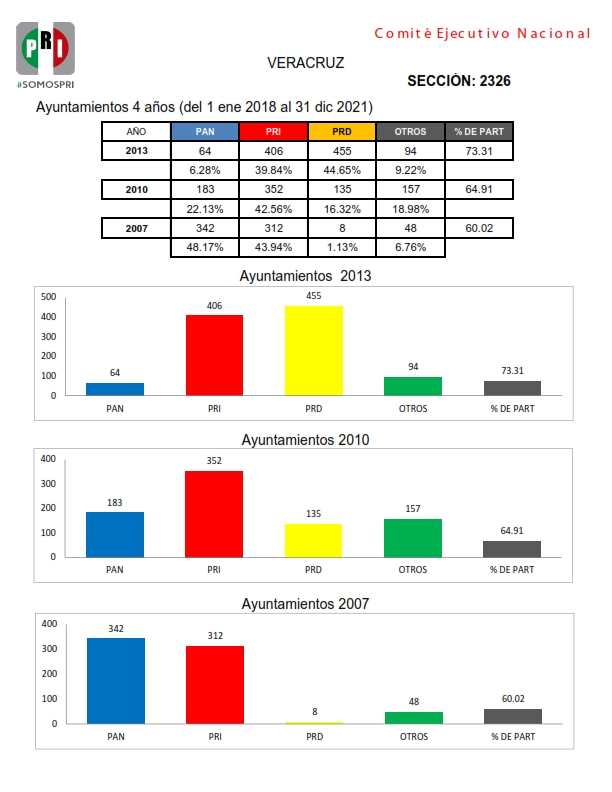 PRI
#SOMOSPRI
Comité Ejecutivo Nacional
VERACRUZ
SECCIÓN: 2326
Ayuntamientos 4 años (del 1 ene 2018 al 31 dic 2021)
AÑO PAN PRI PRD OTROS % DE PART
2013 64 406 455 94 73.31
6.28% 39.84% 44.65% 9.22%
2010 183 352 135 157 64.91
22.13% 42.56% 16.32% 18.98%
2007 342 312 8 48 60.02
48.17% 43.94% 1.13% 6.76%
Ayuntamientos 2013
500
400
300
200
100
0
64 406 455 94 73.31
PAN PRI PRD OTROS % DE PART
Ayuntamientos 2010
400
300
200
100
0
183 352 135 157 64.91
PAN PRI PRD OTROS % DE PART
Ayuntamientos 2007
400
300
200
100
0
342 312 8 48 60.02
PAN PRI PRD OTROS % DE PART